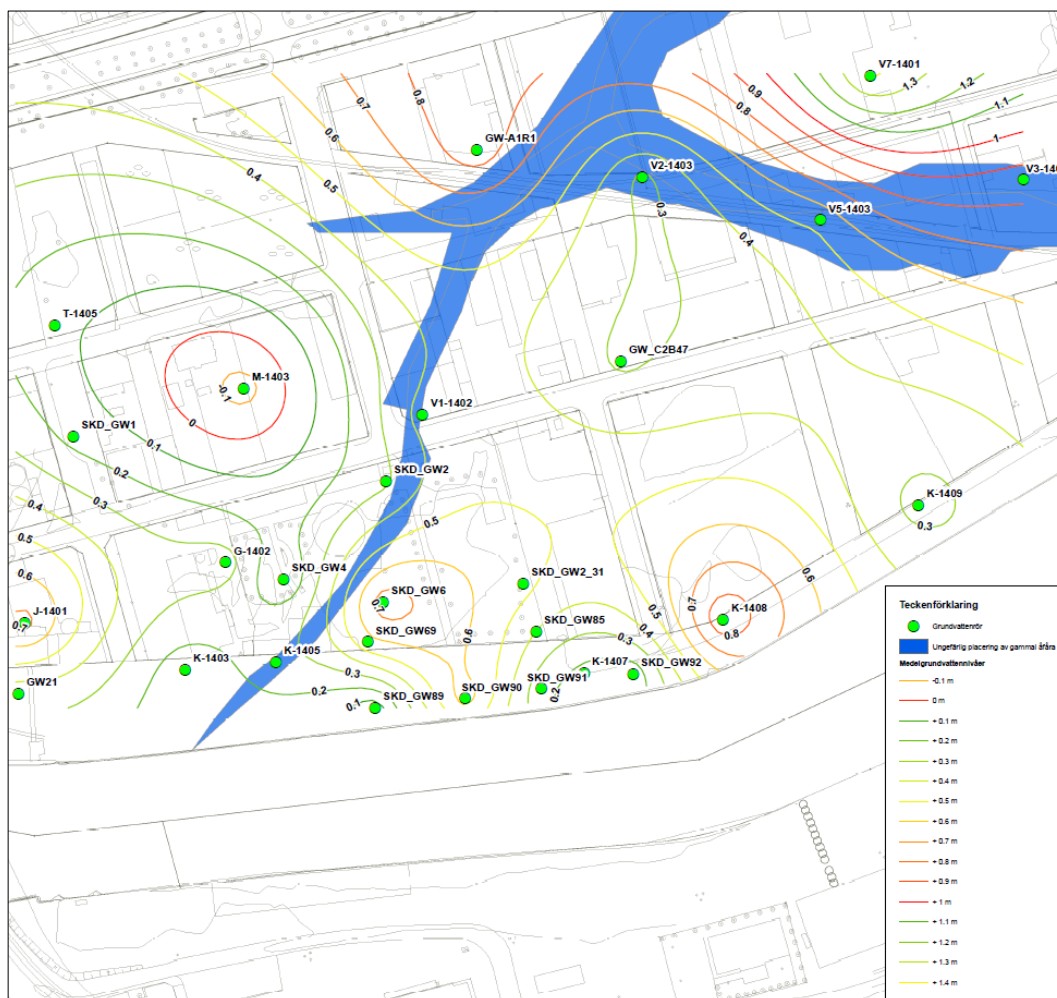 V7-1401
1.3
1.2
1.1
1
0.9
0.8
0.7
0.8
0.6
0.5
0.4
GW-A1R1
V2-1403
V3-140
V5-1403
0.3
0.4
T-1405
M-1403
-0.1
0
0.1
GW_C2B47
V1-1402
SKD_GW1
0.2
0.3
SKD_GW2
0.4
0.5
0.6
0.7
0.5
K-1409
0.3
G-1402
SKD_GW4
SKD_GW2_31
SKD_GW6
0.7
J-1401
SKD_GW69
0.6
SKD_GW85
0.3
0.4
0.5
0.7
0.6
K-1408
0.8
K-1403
K-1405
0.3
0.2
0.1
K-1407
SKD_GW92
SKD_GW91
0.2
SKD_GW90
SKD_GW89
GW21
Teckenförklaring
Grundvattenrör
Ungefärlig placering av gammal åfåra
Medelgrundvattennivåer
-0.1 m
0 m
+ 0.1 m
+ 0.2 m
+ 0.3 m
+ 0.4 m
+ 0.5 m
+ 0.6 m
+ 0.7 m
+ 0.8 m
+ 0.9 m
+ 1 m
+ 1.1 m
+ 1.2 m
+ 1.3 m
+ 1.4 m